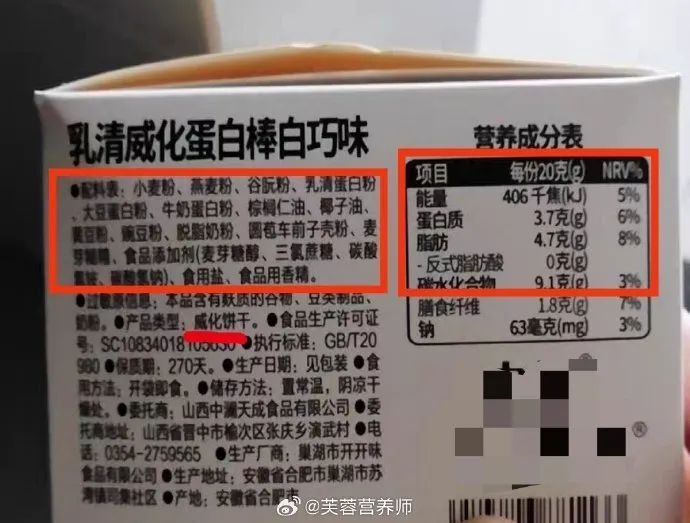 乳清威化蛋白棒白巧味
●配料表：小麦粉、燕麦粉、谷朊粉、乳清蛋白粉
、大豆蛋白粉、牛奶蛋白粉、棕榈仁油、椰子油、
黄豆粉、豌豆粉、脱脂奶粉、圆苞车前子壳粉、麦
芽糊精、食品添加剂(麦芽糖醇、三氯蔗糖、碳酸
氢铵、碳酸氢钠)、食用盐、食品用香精。
●过敏原信息：本品含有麸质的谷物、豆类制品、
奶粉。●产品类型：威化饼干。●食品生产许可证
号：SC10834018105030 ●执行标准：GB/T20
980 ●保质期：270天。●生产日期：见包装 ●食
用方法：开袋即食。●储存方法：置常温，阴凉干
燥处。●委托商：山西中澜天成食品有限公司 ●委
托商地址：山西省晋中市榆次区张庆乡演武村 ●
电话：0354-2759565 ●生产厂商：巢湖市开开味
食品有限公司 ●生产地址：安徽省合肥市巢湖市苏
湾镇司集社区 ●产地：安徽省合肥市
营养成分表
项目 每份20克(g) NRV%
能量 406 千焦(kJ) 5%
蛋白质 3.7克(g) 6%
脂肪 4.7克(g) 8%
- 反式脂肪酸 0克(g)
碳水化合物 9.1克(g) 3%
膳食纤维 1.8克(g) 7%
钠 63毫克(mg) 3%
®
@芙蓉营养师